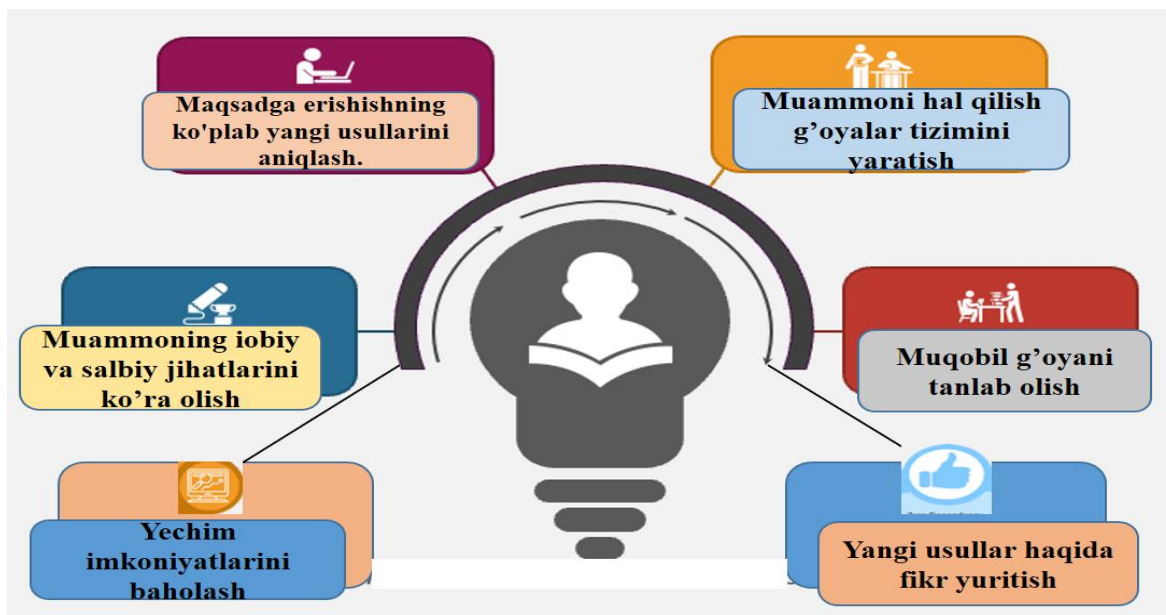 Maqsadga erishishning
ko'plab yangi usullarini
aniqlash.
Muammoni hal qilish
g’oyalar tizimini
yaratish
Muammoning iobiy
va salbiy jihatlarini
ko’ra olish
Muqobil g’oyani
tanlab olish
Yechim
imkoniyatlarini
baholash
Yangi usullar haqida
fikr yuritish